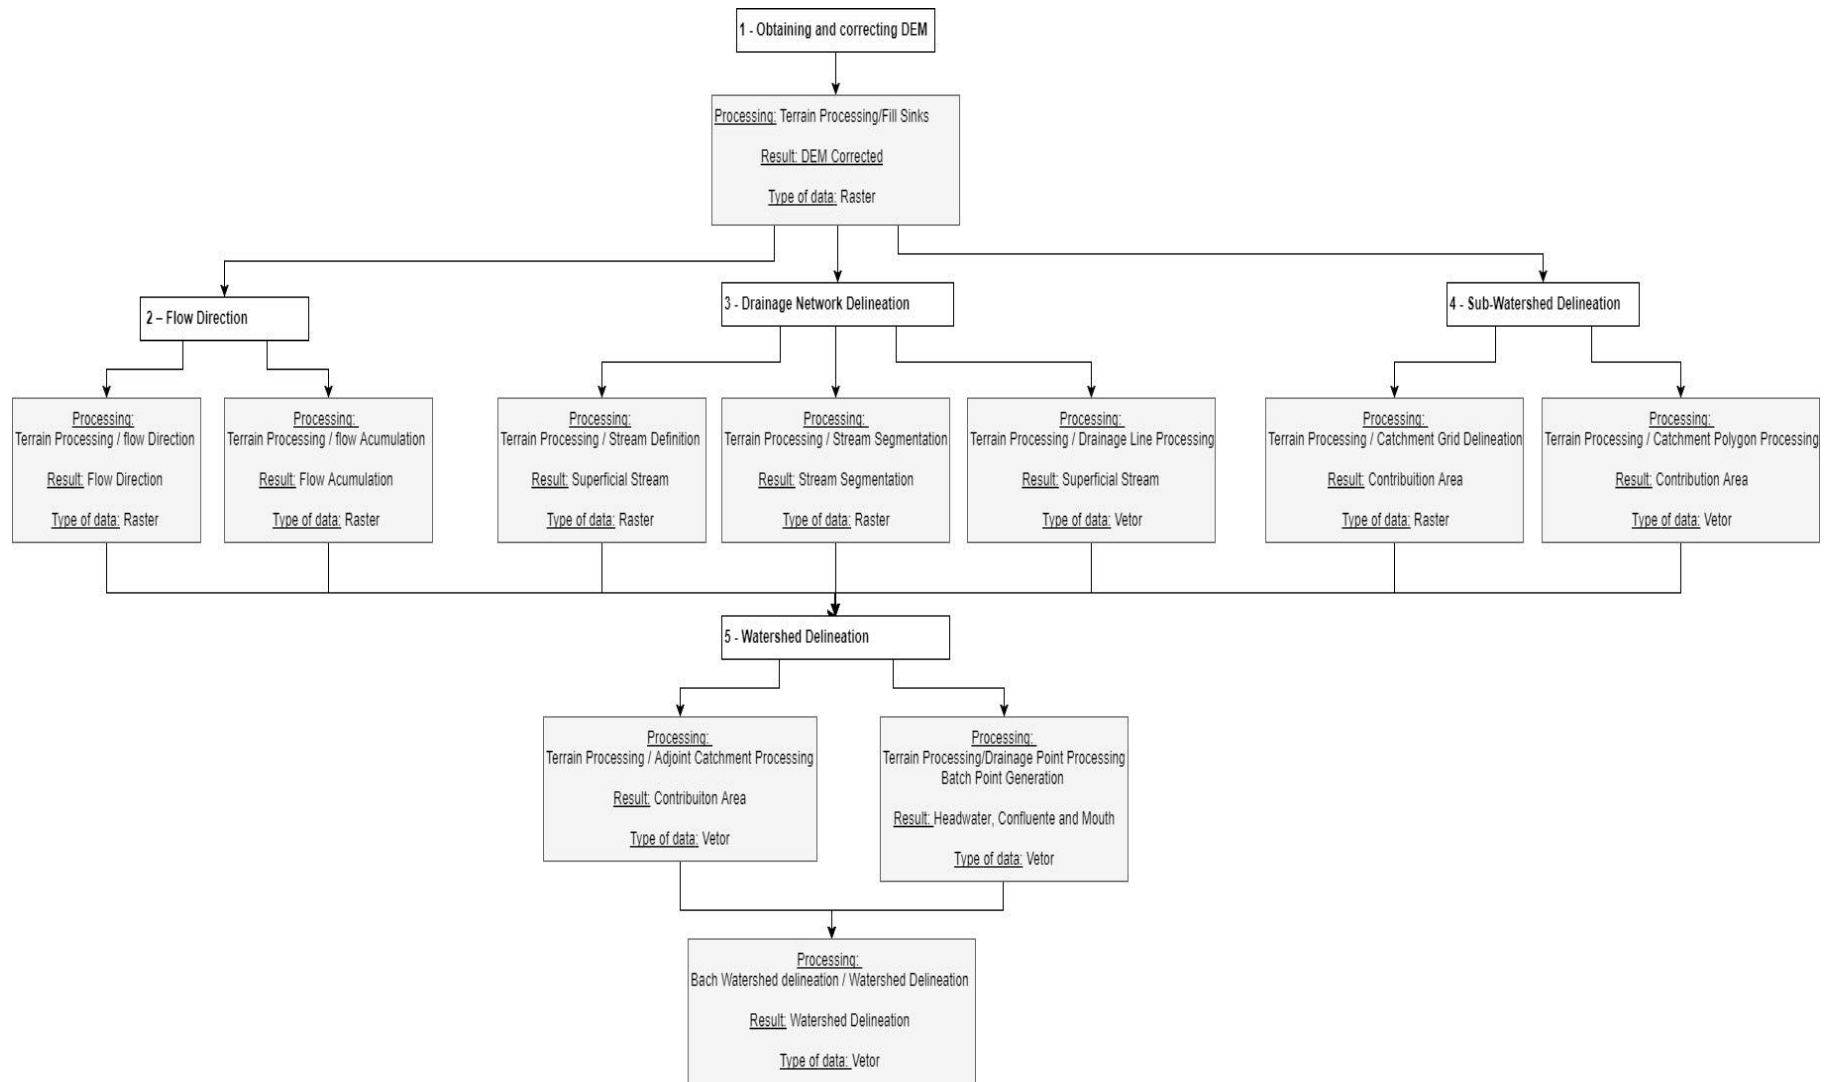 1 - Obtaining and correcting DEM
Processing: Terrain Processing/Fill Sinks
Result: DEM Corrected
Type of data: Raster
2 – Flow Direction
3 - Drainage Network Delineation
4 - Sub-Watershed Delineation
Processing:
Terrain Processing / flow Direction
Result: Flow Direction
Type of data: Raster
Processing:
Terrain Processing / flow Acumulation
Result: Flow Acumulation
Type of data: Raster
Processing:
Terrain Processing / Stream Definition
Result: Superficial Stream
Type of data: Raster
Processing:
Terrain Processing / Stream Segmentation
Result: Stream Segmentation
Type of data: Raster
Processing:
Terrain Processing / Drainage Line Processing
Result: Superficial Stream
Type of data: Vetor
Processing:
Terrain Processing / Catchment Grid Delineation
Result: Contribuition Area
Type of data: Raster
Processing:
Terrain Processing / Catchment Polygon Processing
Result: Contribution Area
Type of data: Vetor
5 - Watershed Delineation
Processing:
Terrain Processing / Adjoint Catchment Processing
Result: Contribuiton Area
Type of data: Vetor
Processing:
Terrain Processing/Drainage Point Processing
Batch Point Generation
Result: Headwater, Confluente and Mouth
Type of data: Vetor
Processing:
Bach Watershed delineation / Watershed Delineation
Result: Watershed Delineation
Type of data: Vetor